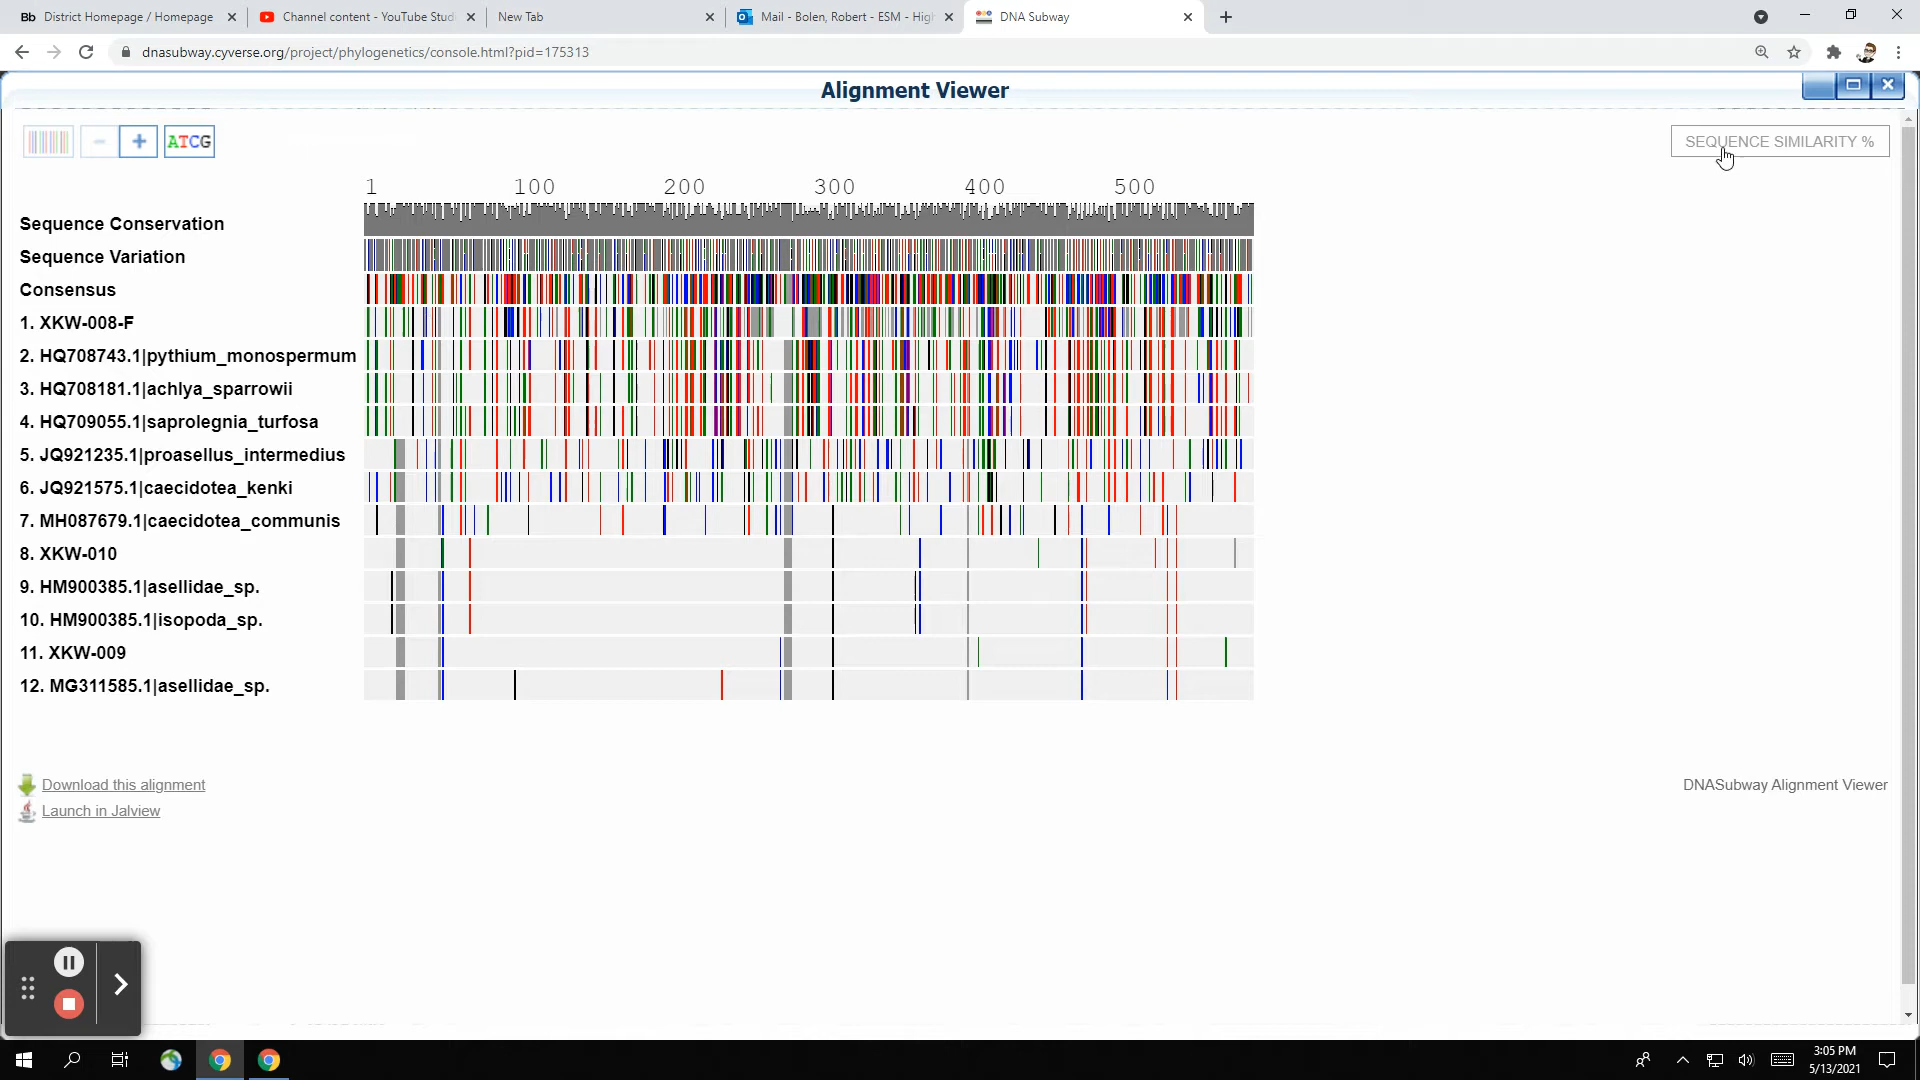 Bb District Homepage / Homepage
Channel content - YouTube Studi
New Tab
Mail - Bolen, Robert - ESM - High
DNA Subway
dnasubway.cyverse.org/project/phylogenetics/console.html?pid=175313
Alignment Viewer
ATCG
SEQUENCE SIMILARITY %
1 100 200 300 400 500
Sequence Conservation
Sequence Variation
Consensus
1. XKW-008-F
2. HQ708743.1|pythium_monospermum
3. HQ708181.1|achlya_sparrowii
4. HQ709055.1|saprolegnia_turfosa
5. JQ921235.1|proasellus_intermedius
6. JQ921575.1|caecidotea_kenki
7. MH087679.1|caecidotea_communis
8. XKW-010
9. HM900385.1|asellidae_sp.
10. HM900385.1|isopoda_sp.
11. XKW-009
12. MG311585.1|asellidae_sp.
Download this alignment
DNASubway Alignment Viewer
Launch in Jalview
3:05 PM
5/13/2021